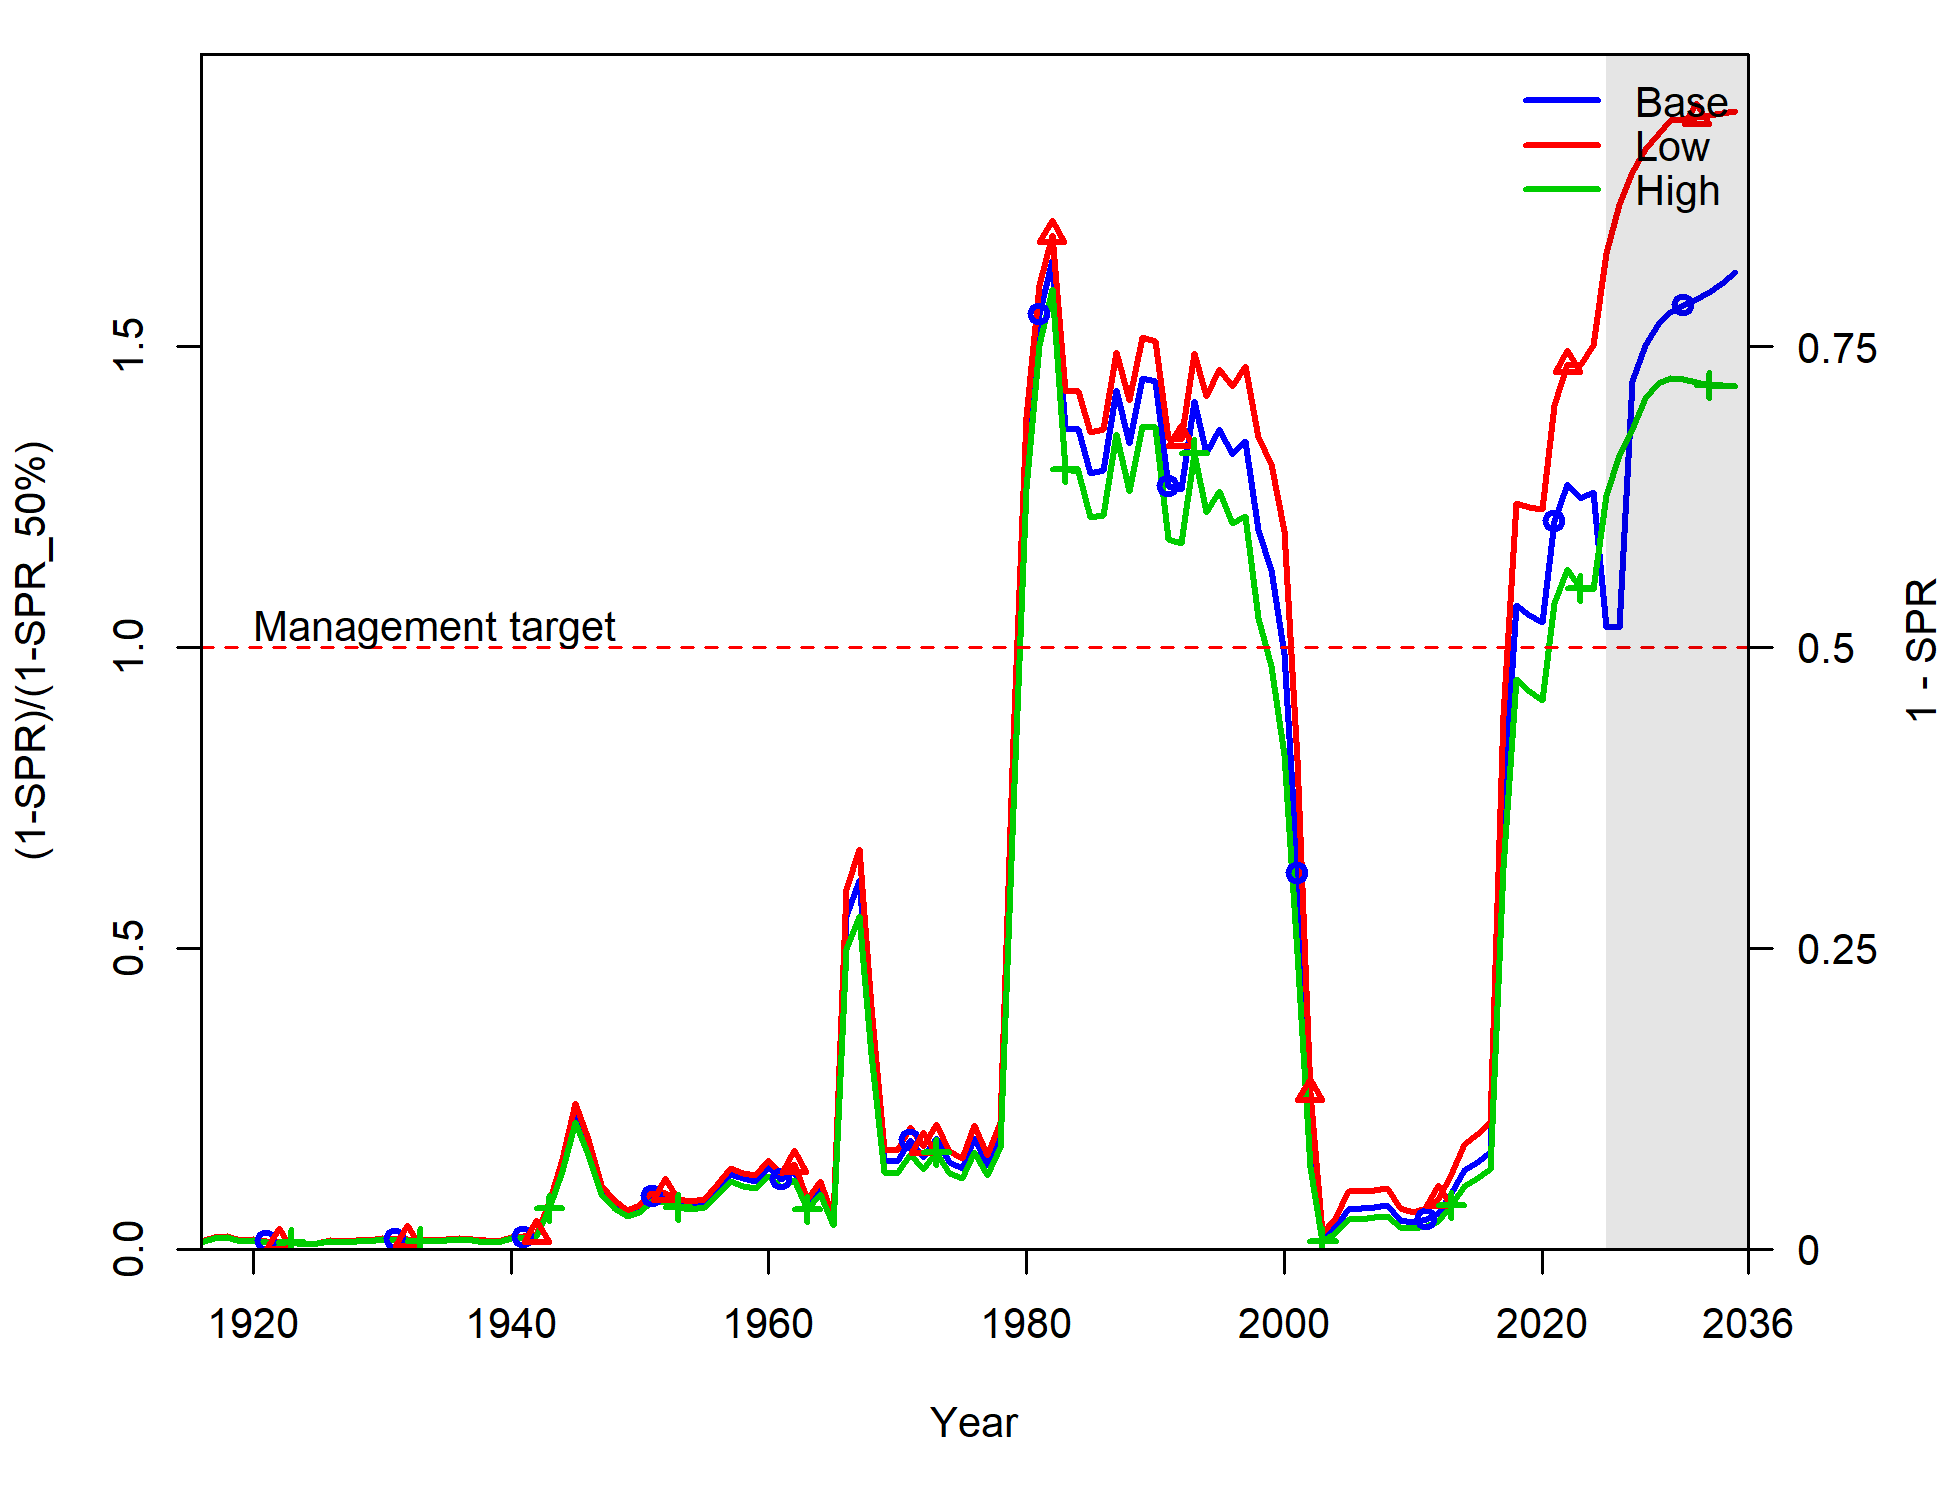 Base
Low
High
Management target
(1-SPR)/(1-SPR_50%)
0.0
0.5
1.0
1.5
1 - SPR
0
0.25
0.5
0.75
1920
1940
1960
1980
2000
2020
2036
Year